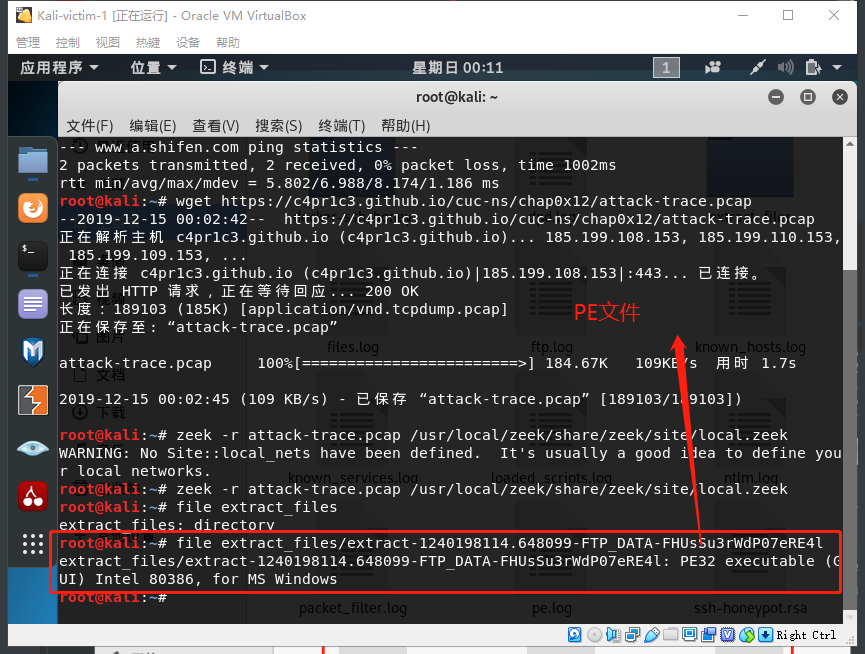 Kali-victim-1 [正在运行] - Oracle VM VirtualBox
管理 控制 视图 热键 设备 帮助
应用程序 位置 终端 星期日 00:11 1
root@kali: ~
文件(F) 编辑(E) 查看(V) 搜索(S) 终端(T) 帮助(H)
--- www.a.shifen.com ping statistics ---
2 packets transmitted, 2 received, 0% packet loss, time 1002ms
rtt min/avg/max/mdev = 5.802/6.988/8.174/1.186 ms
root@kali:~# wget https://c4pr1c3.github.io/cuc-ns/chap0x12/attack-trace.pcap
--2019-12-15 00:02:42-- https://c4pr1c3.github.io/cuc-ns/chap0x12/attack-trace.pcap
正在解析主机 c4pr1c3.github.io (c4pr1c3.github.io)... 185.199.108.153, 185.199.110.153,
185.199.109.153, ...
正在连接 c4pr1c3.github.io (c4pr1c3.github.io)|185.199.108.153|:443... 已连接。
已发出 HTTP 请求，正在等待回应... 200 OK
长度：189103 (185K) [application/vnd.tcpdump.pcap]
PE文件
正在保存至: “attack-trace.pcap”
图片
files.log ftp.log known_hosts.log
attack-trace.pcap 100%[========================>] 184.67K 109KB/s 用时 1.7s
文档
2019-12-15 00:02:45 (109 KB/s) - 已保存 “attack-trace.pcap” [189103/189103])
下载
root@kali:~# zeek -r attack-trace.pcap /usr/local/zeek/share/zeek/site/local.zeek
WARNING: No Site::local_nets have been defined.  It's usually a good idea to define you
r local networks.
known_services.log loaded_scripts.log ntlm.log
root@kali:~# zeek -r attack-trace.pcap /usr/local/zeek/share/zeek/site/local.zeek
root@kali:~# file extract_files
extract_files: directory
root@kali:~# file extract_files/extract-1240198114.648099-FTP_DATA-FHUsSu3rWdP07eRE4l
extract_files/extract-1240198114.648099-FTP_DATA-FHUsSu3rWdP07eRE4l: PE32 executable (G
UI) Intel 80386, for MS Windows
root@kali:~#
packet_filter.log pe.log ssh-honeypot.rsa
Right Ctrl